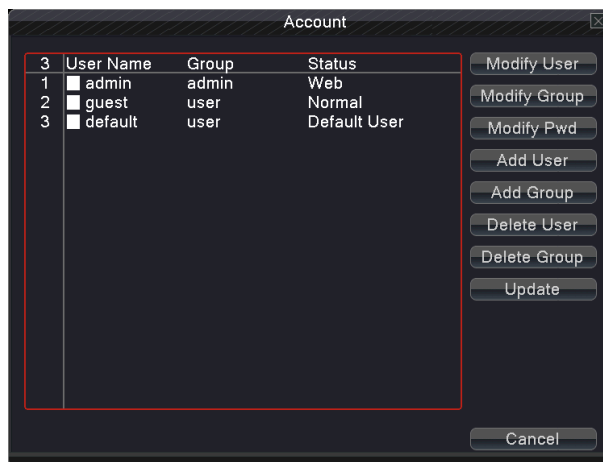 Account
3 User Name Group Status
1 admin admin Web
2 guest user Normal
3 default user Default User
Modify User
Modify Group
Modify Pwd
Add User
Add Group
Delete User
Delete Group
Update
Cancel